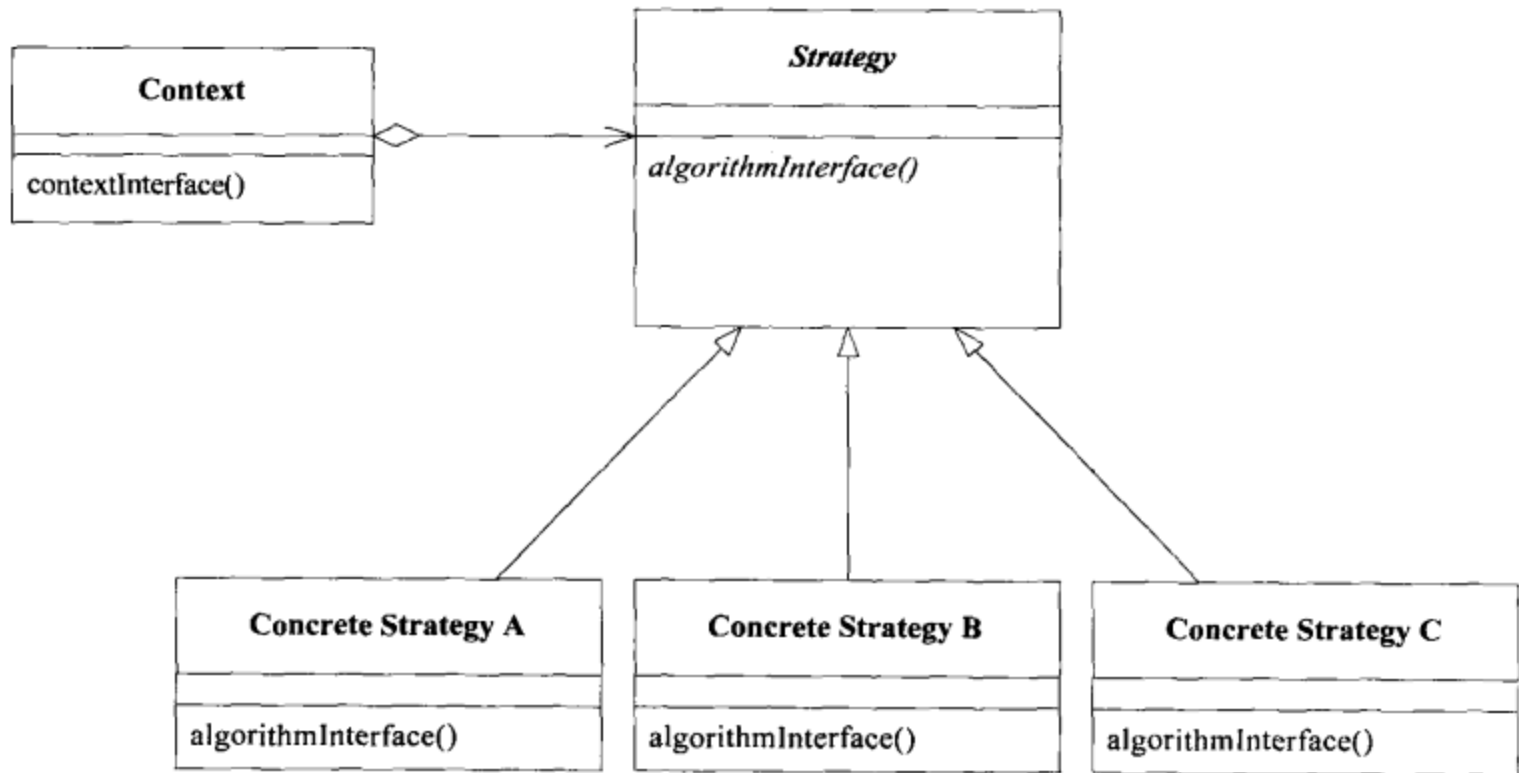 Context
contextInterface()
Strategy
algorithmInterface()
Concrete Strategy A
algorithmInterface()
Concrete Strategy B
algorithmInterface()
Concrete Strategy C
algorithmInterface()